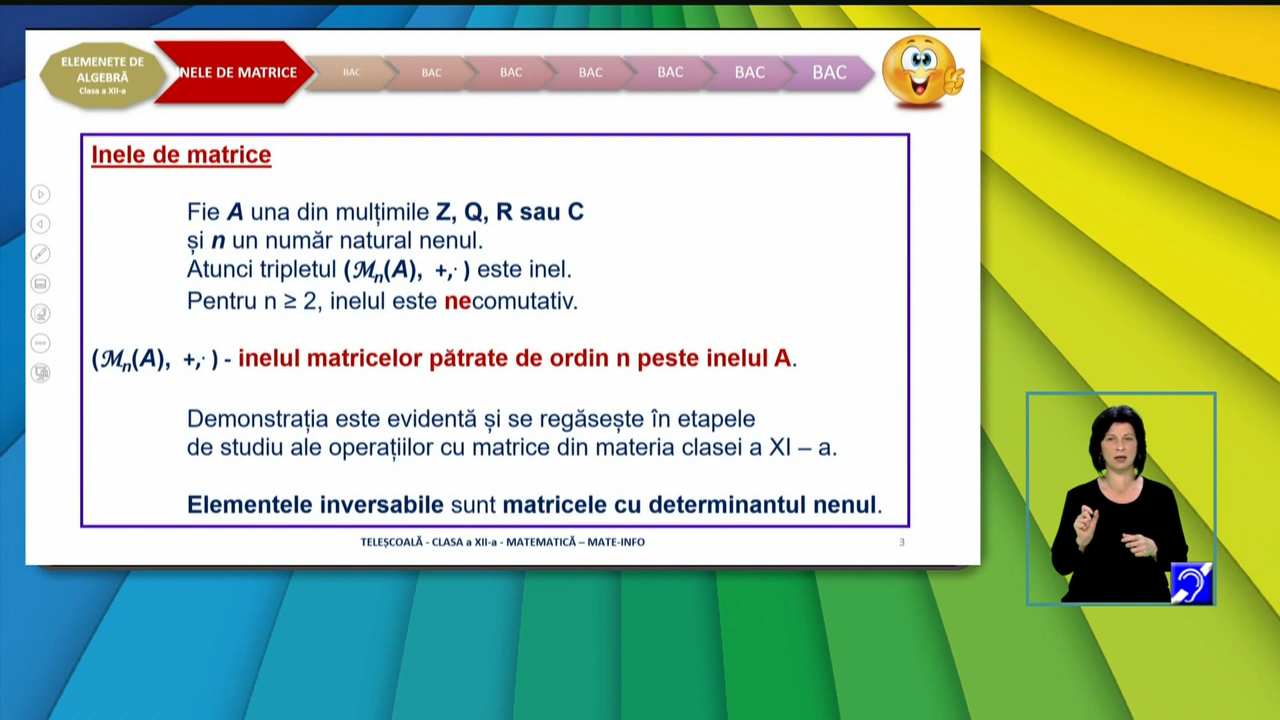 ELEMENETE DE
ALGEBRĂ
Clasa a XII-a
INELE DE MATRICE
BAC
BAC
BAC
BAC
BAC
BAC
BAC
Inele de matrice
Fie A una din mulțimile Z, Q, R sau C
și n un număr natural nenul.
Atunci tripletul (ℳn(A), +,· ) este inel.
Pentru n ≥ 2, inelul este necomutativ.
(ℳn(A), +,· ) - inelul matricelor pătrate de ordin n peste inelul A.
Demonstrația este evidentă și se regăsește în etapele
de studiu ale operațiilor cu matrice din materia clasei a XI – a.
Elementele inversabile sunt matricele cu determinantul nenul.
TELEȘCOALĂ - CLASA a XII-a - MATEMATICĂ – MATE-INFO
3